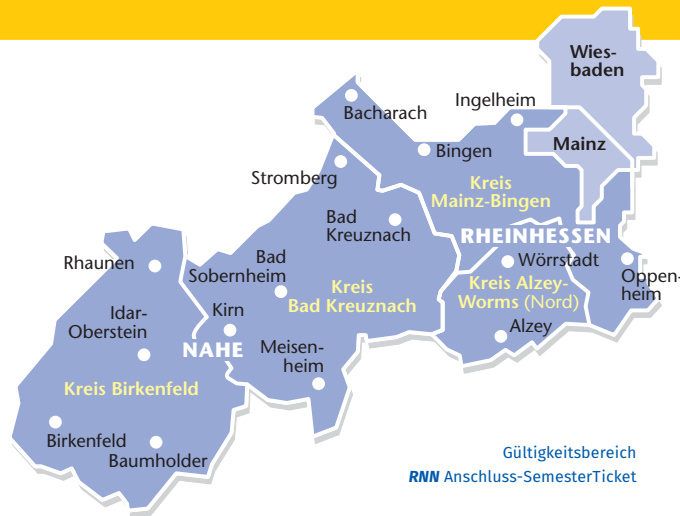 Wies-
baden
Ingelheim
Bacharach
Mainz
Bingen
Stromberg
Kreis
Mainz-Bingen
Bad
Kreuznach
RHEINHESSEN
Wörrstadt
Rhaunen
Bad
Sobernheim
Oppen-
heim
Kreis
Bad Kreuznach
Kreis Alzey-
Worms (Nord)
Idar-
Oberstein
Kirn
Alzey
NAHE
Meisen-
heim
Kreis Birkenfeld
Birkenfeld
Baumholder
Gültigkeitsbereich
RNN Anschluss-SemesterTicket